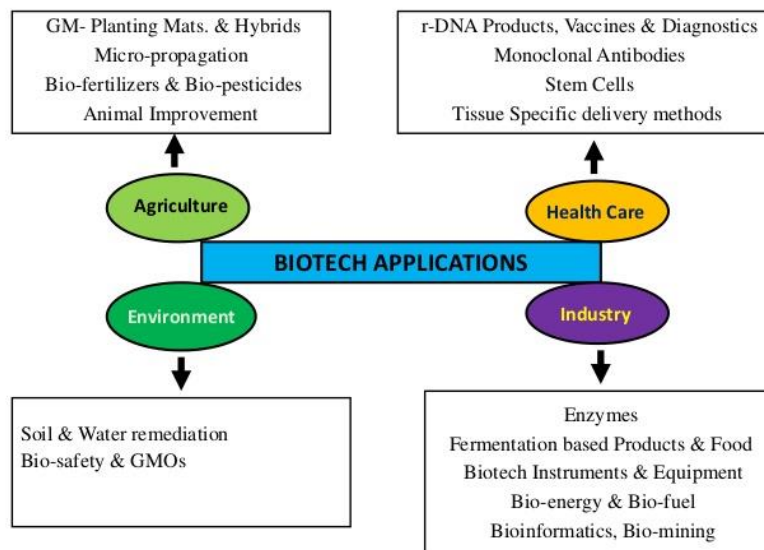 GM- Planting Mats. & Hybrids
Micro-propagation
Bio-fertilizers & Bio-pesticides
Animal Improvement
r-DNA Products, Vaccines & Diagnostics
Monoclonal Antibodies
Stem Cells
Tissue Specific delivery methods
Agriculture
Health Care
BIOTECH APPLICATIONS
Environment
Industry
Soil & Water remediation
Bio-safety & GMOs
Enzymes
Fermentation based Products & Food
Biotech Instruments & Equipment
Bio-energy & Bio-fuel
Bioinformatics, Bio-mining